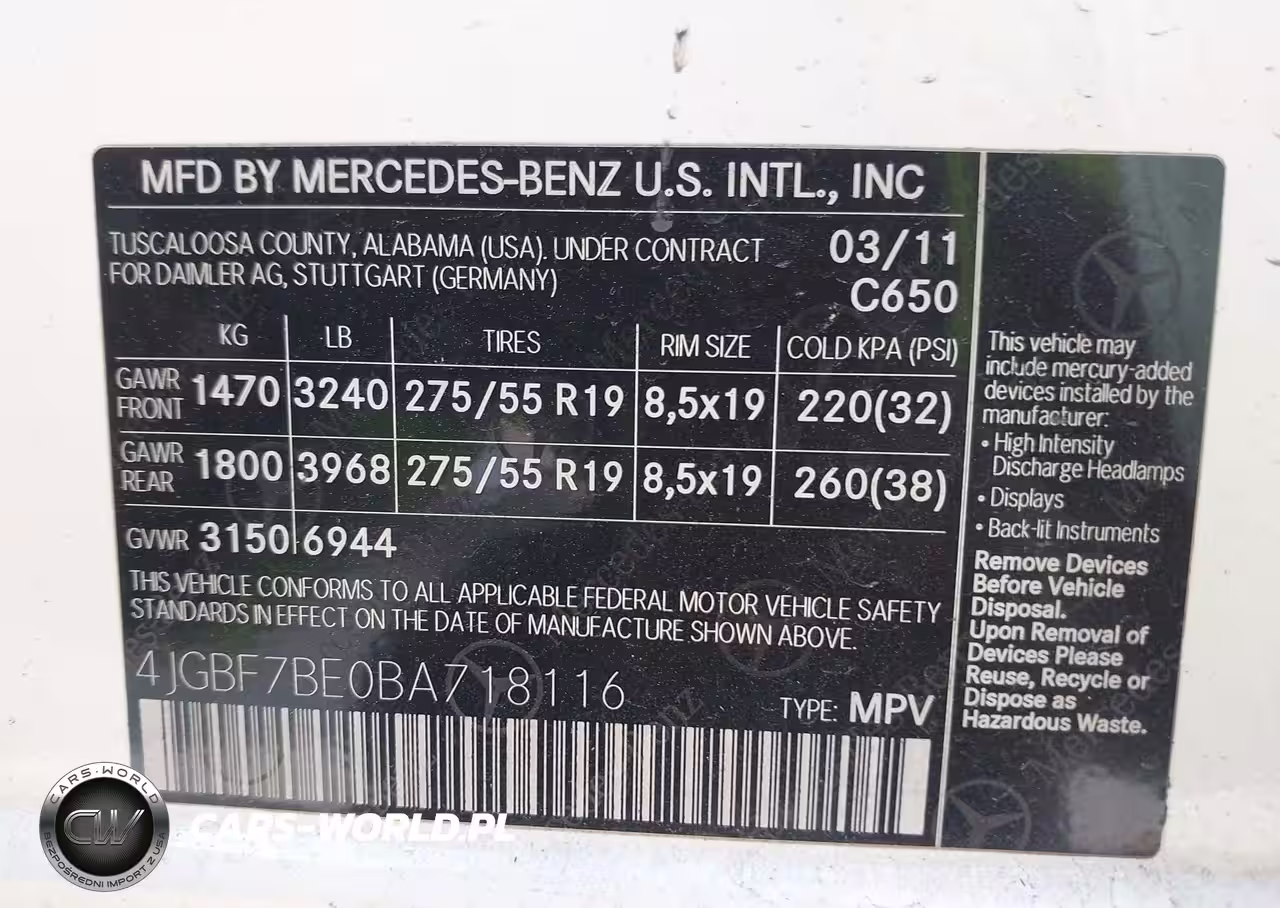 MFD BY MERCEDES-BENZ U.S. INTL., INC
TUSCALOOSA COUNTY, ALABAMA (USA). UNDER CONTRACT
FOR DAIMLER AG, STUTTGART (GERMANY)
03/11
C650
KG LB TIRES RIM SIZE COLD KPA (PSI)
GAWR FRONT 1470 3240 275/55 R19 8,5x19 220(32)
GAWR REAR 1800 3968 275/55 R19 8,5x19 260(38)
GVWR 3150 6944
THIS VEHICLE CONFORMS TO ALL APPLICABLE FEDERAL MOTOR VEHICLE SAFETY
STANDARDS IN EFFECT ON THE DATE OF MANUFACTURE SHOWN ABOVE.
4JGBF7BE0BA718116
TYPE: MPV
This vehicle may
include mercury-added
devices installed by the
manufacturer:
• High Intensity
Discharge Headlamps
• Displays
• Back-lit Instruments
Remove Devices
Before Vehicle
Disposal.
Upon Removal of
Devices Please
Reuse, Recycle or
Dispose as
Hazardous Waste.
CARS-WORLD
CW
BEZPOŚREDNI IMPORT Z USA
CARS-WORLD.PL